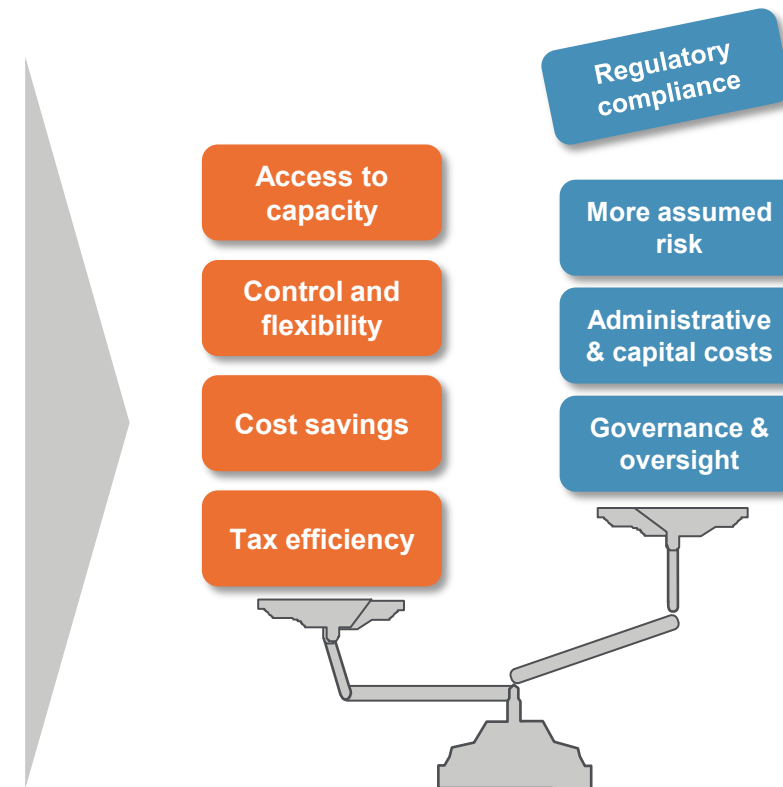 Regulatory
compliance
Access to
capacity
Control and
flexibility
Cost savings
Tax efficiency
More assumed
risk
Administrative
& capital costs
Governance &
oversight